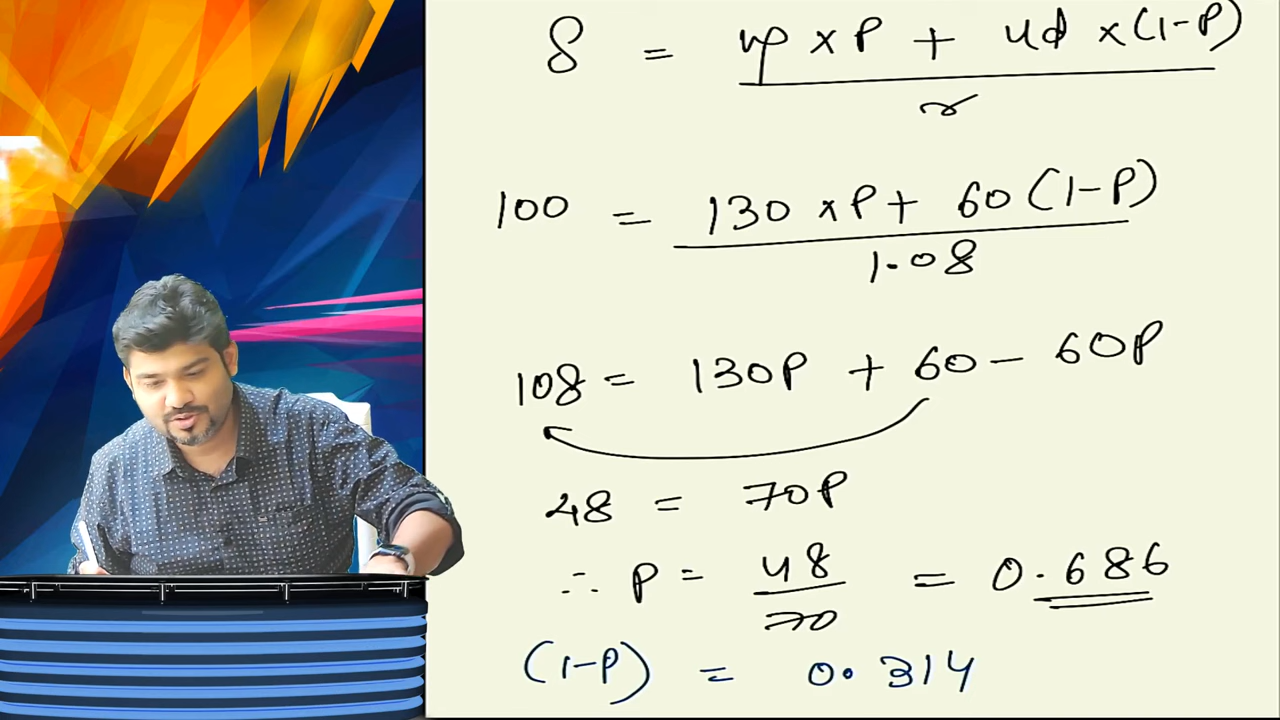 8 = up x P + ud x (1-P)
r
100 = 130 x P + 60 (1-P)
1.08
108 = 130P + 60 - 60P
48 = 70P
∴ P = 48 = 0.686
70
(1-P) = 0.314